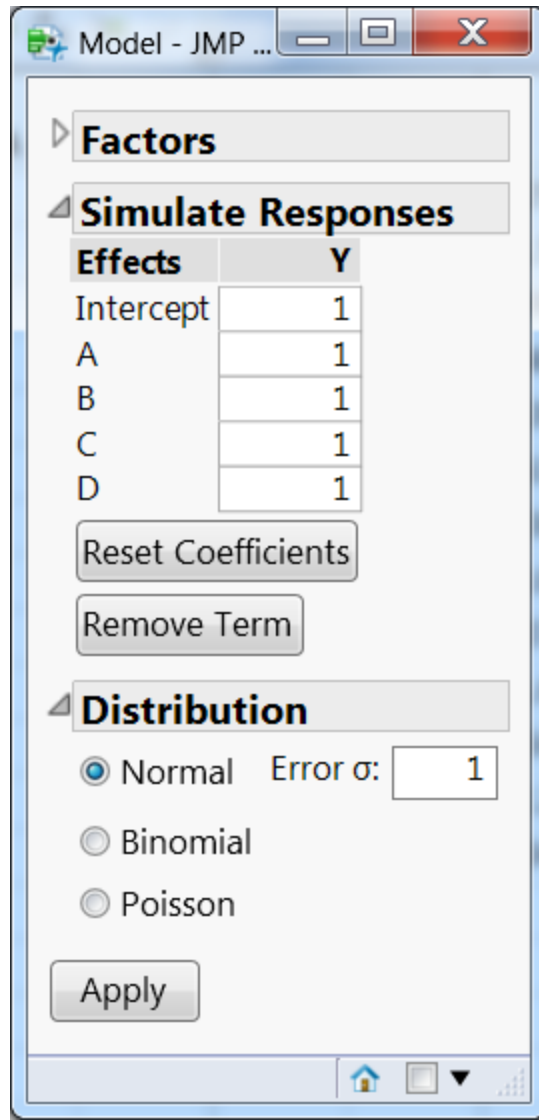 Model - JMP ...
Factors
Simulate Responses
Effects Y
Intercept 1
A 1
B 1
C 1
D 1
Reset Coefficients
Remove Term
Distribution
Normal Error σ: 1
Binomial
Poisson
Apply